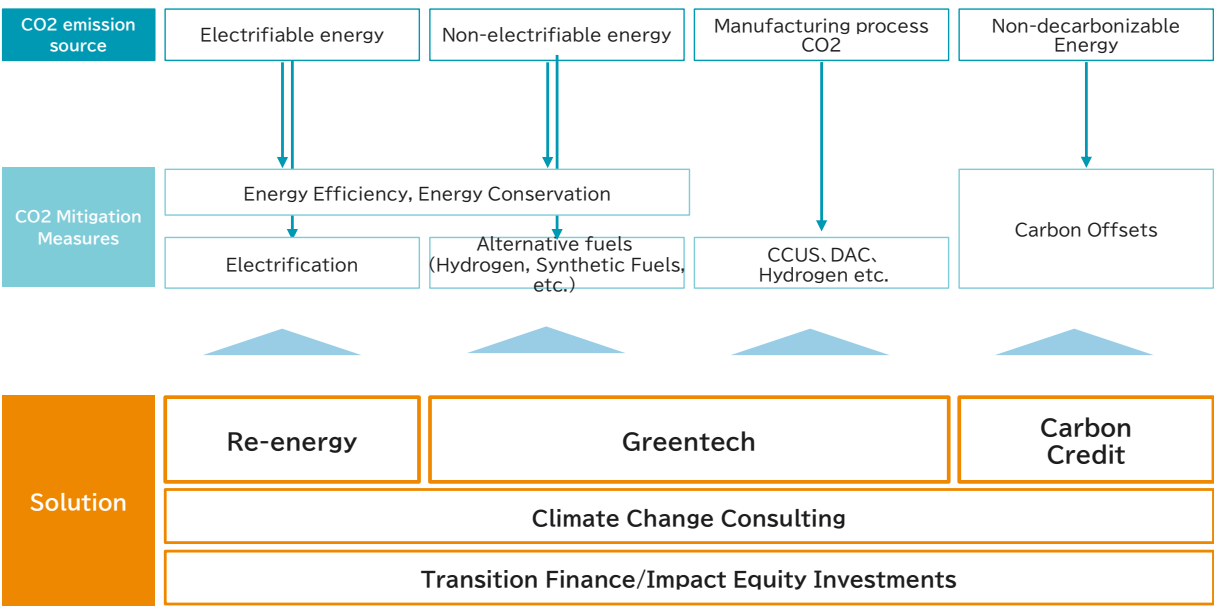 CO2 emission
source
Electrifiable energy
Non-electrifiable energy
Manufacturing process
CO2
Non-decarbonizable
Energy
CO2 Mitigation
Measures
Energy Efficiency, Energy Conservation
Electrification
Alternative fuels
(Hydrogen, Synthetic Fuels,
etc.)
CCUS、DAC、
Hydrogen etc.
Carbon Offsets
Solution
Re-energy
Greentech
Carbon
Credit
Climate Change Consulting
Transition Finance/Impact Equity Investments